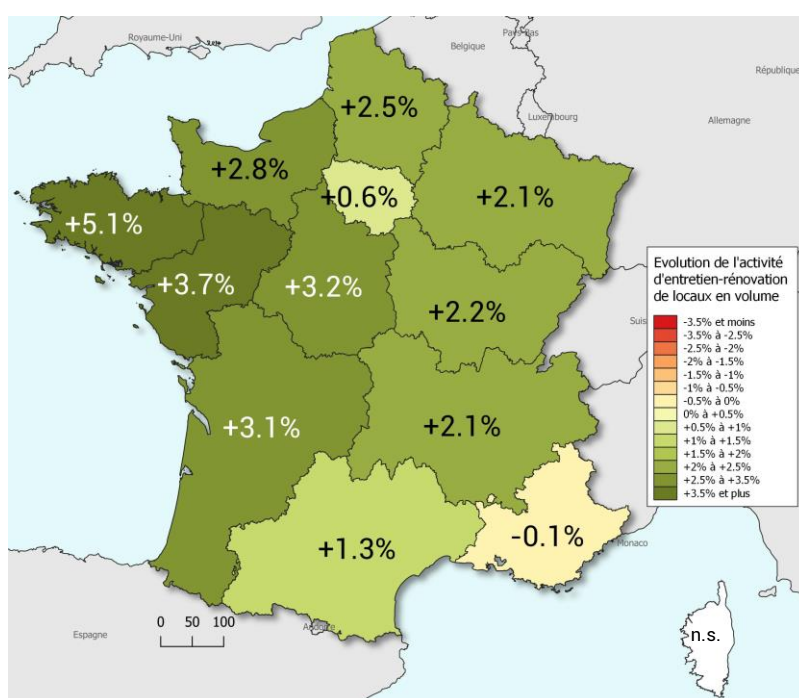 Royaume-Uni
Pays-Bas
Belgique
République
+2.5%
Luxembourg
Allemagne
+2.8%
+0.6%
+2.1%
+5.1%
+3.7%
+3.2%
+2.2%
Suis
Evolution de l'activité
d'entretien-rénovation
de locaux en volume
-3.5% et moins
-3.5% à -2.5%
-2.5% à -2%
-2% à -1.5%
-1.5% à -1%
-1% à -0.5%
-0.5% à 0%
0% à +0.5%
+0.5% à +1%
+1% à +1.5%
+1.5% à +2%
+2% à +2.5%
+2.5% à +3.5%
+3.5% et plus
+3.1%
+2.1%
+1.3%
-0.1%
Monaco
Andorre
Espagne
0 50 100
n.s.